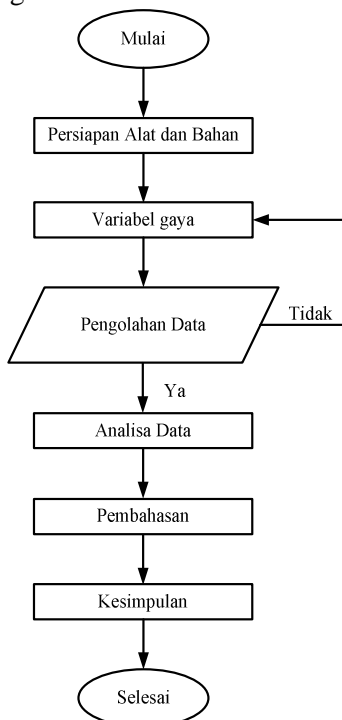 Mulai
Persiapan Alat dan Bahan
Variabel gaya
Pengolahan Data
Tidak
Ya
Analisa Data
Pembahasan
Kesimpulan
Selesai